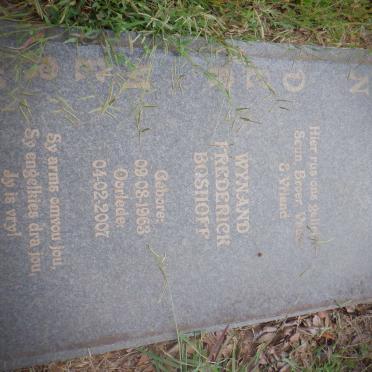 Hier rus ons
Seun, Broer, Vader
& Vriend
WYNAND
FREDERICK
BOSHOFF
Gebore:
09·08·1963
Oorlede:
04·02·2001
Sy arms omvou jou,
Sy engeltjies dra jou,
Jy is vry!